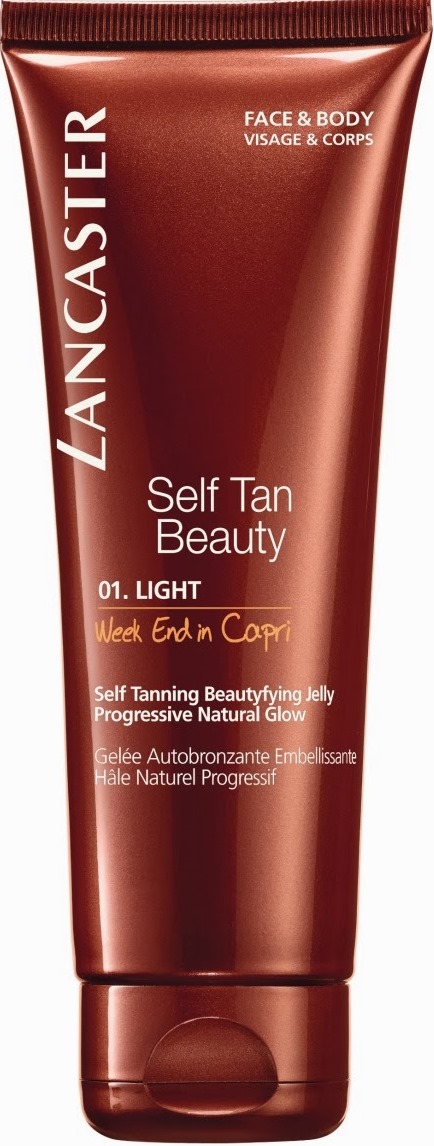 FACE & BODY
VISAGE & CORPS
LANCASTER
Self Tan
Beauty
01. LIGHT
Week End in Capri
Self Tanning Beautyfying Jelly
Progressive Natural Glow
Gelée Autobronzante Embellissante
Hâle Naturel Progressif